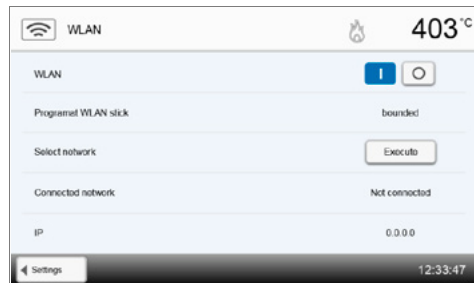 WLAN
403°C
WLAN
I O
Programat WLAN stick
bounded
Select network
Execute
Connected network
Not connected
IP
0.0.0.0
Settings
12:33:47